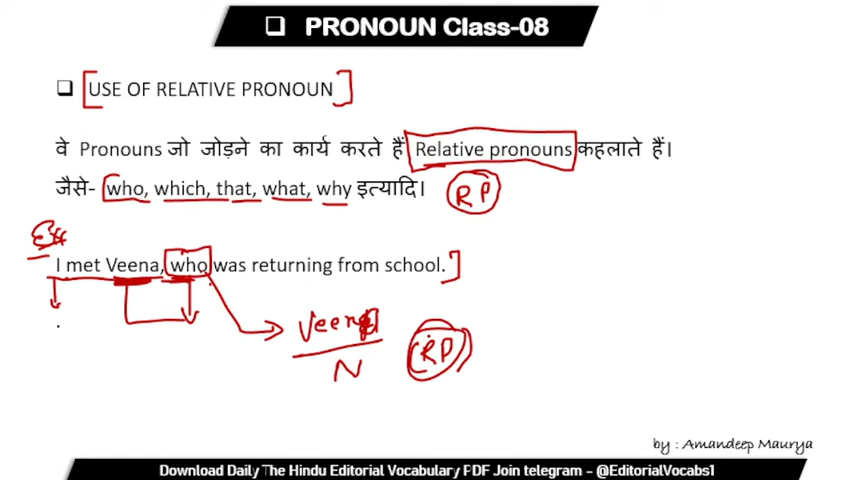 PRONOUN Class-08
USE OF RELATIVE PRONOUN
वे Pronouns जो जोड़ने का कार्य करते हैं Relative pronouns कहलाते हैं।
जैसे- who, which, that, what, why इत्यादि।
RP
Ex
I met Veena, who was returning from school.
Veena
N
RP
by : Amandeep Maurya
Download Daily The Hindu Editorial Vocabulary PDF Join telegram - @EditorialVocabs1